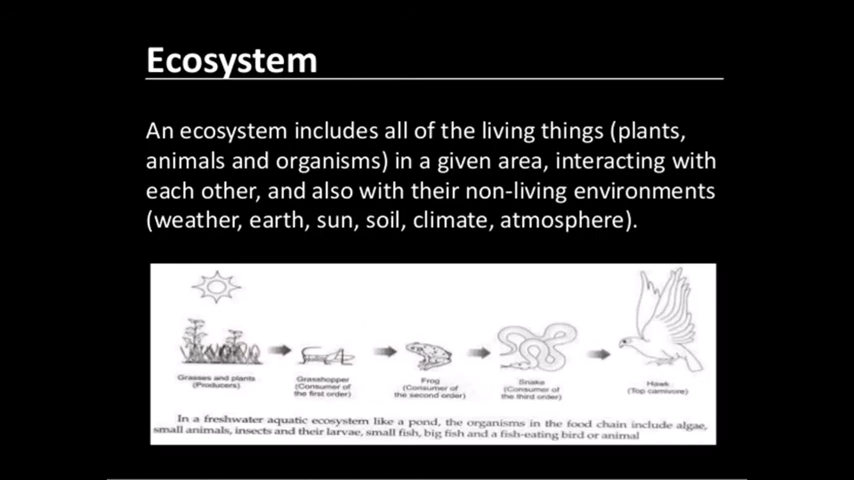 Ecosystem
An ecosystem includes all of the living things (plants,
animals and organisms) in a given area, interacting with
each other, and also with their non-living environments
(weather, earth, sun, soil, climate, atmosphere).
Grasses and plants
(Producers)
Grasshopper
(Consumer of
the first order)
Frog
(Consumer of
the second order)
Snake
(Consumer of
the third order)
Hawk
(Top carnivore)
In a freshwater aquatic ecosystem like a pond, the organisms in the food chain include algae,
small animals, insects and their larvae, small fish, big fish and a fish-eating bird or animal